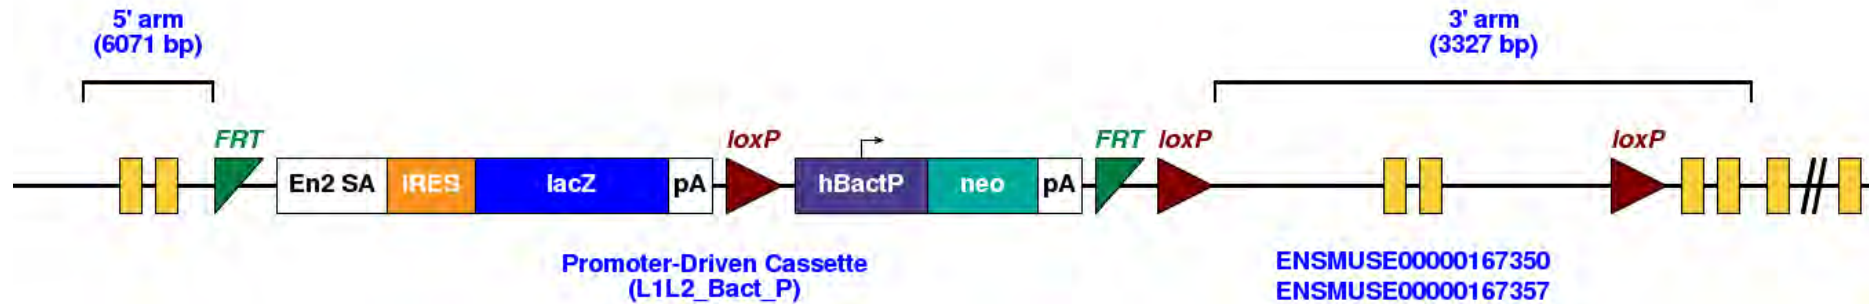 5' arm
(6071 bp)
3' arm
(3327 bp)
FRT
loxP
FRT
loxP
loxP
En2 SA
IRES
lacZ
pA
hBactP
neo
pA
Promoter-Driven Cassette
(L1L2_Bact_P)
ENSMUSE00000167350
ENSMUSE00000167357